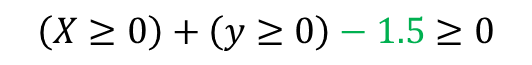 (X ≥ 0) + (y ≥ 0) − 1.5 ≥ 0